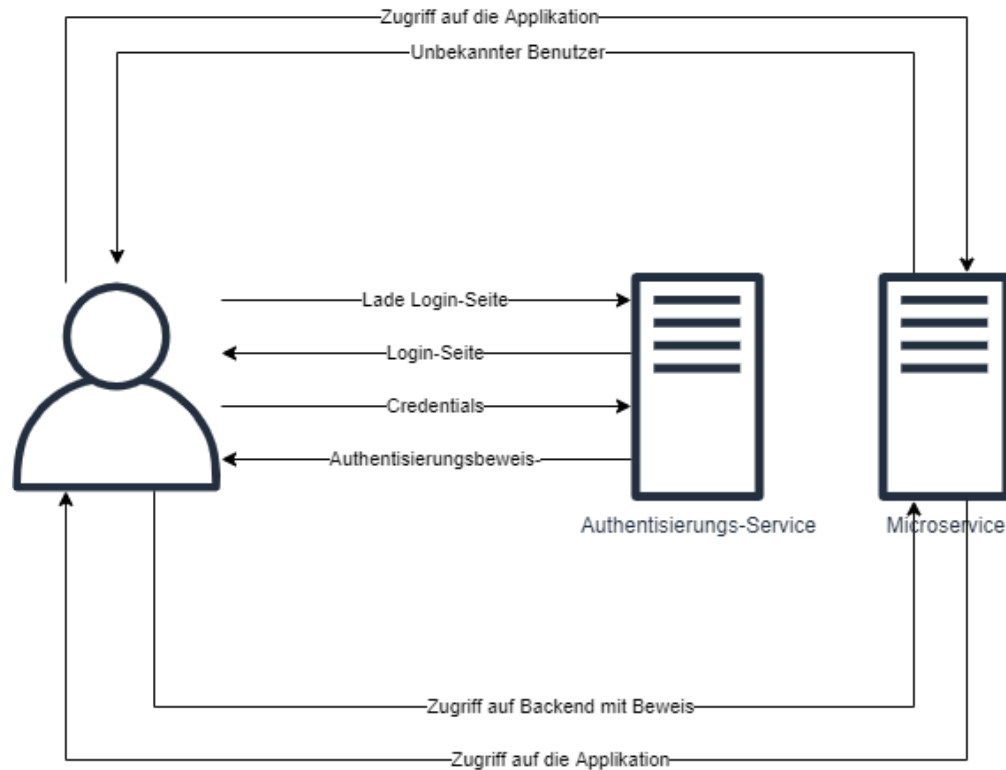 Zugriff auf die Applikation
Unbekannter Benutzer
Lade Login-Seite
Login-Seite
Credentials
Authentisierungsbeweis
Authentisierungs-Service
Microservice
Zugriff auf Backend mit Beweis
Zugriff auf die Applikation